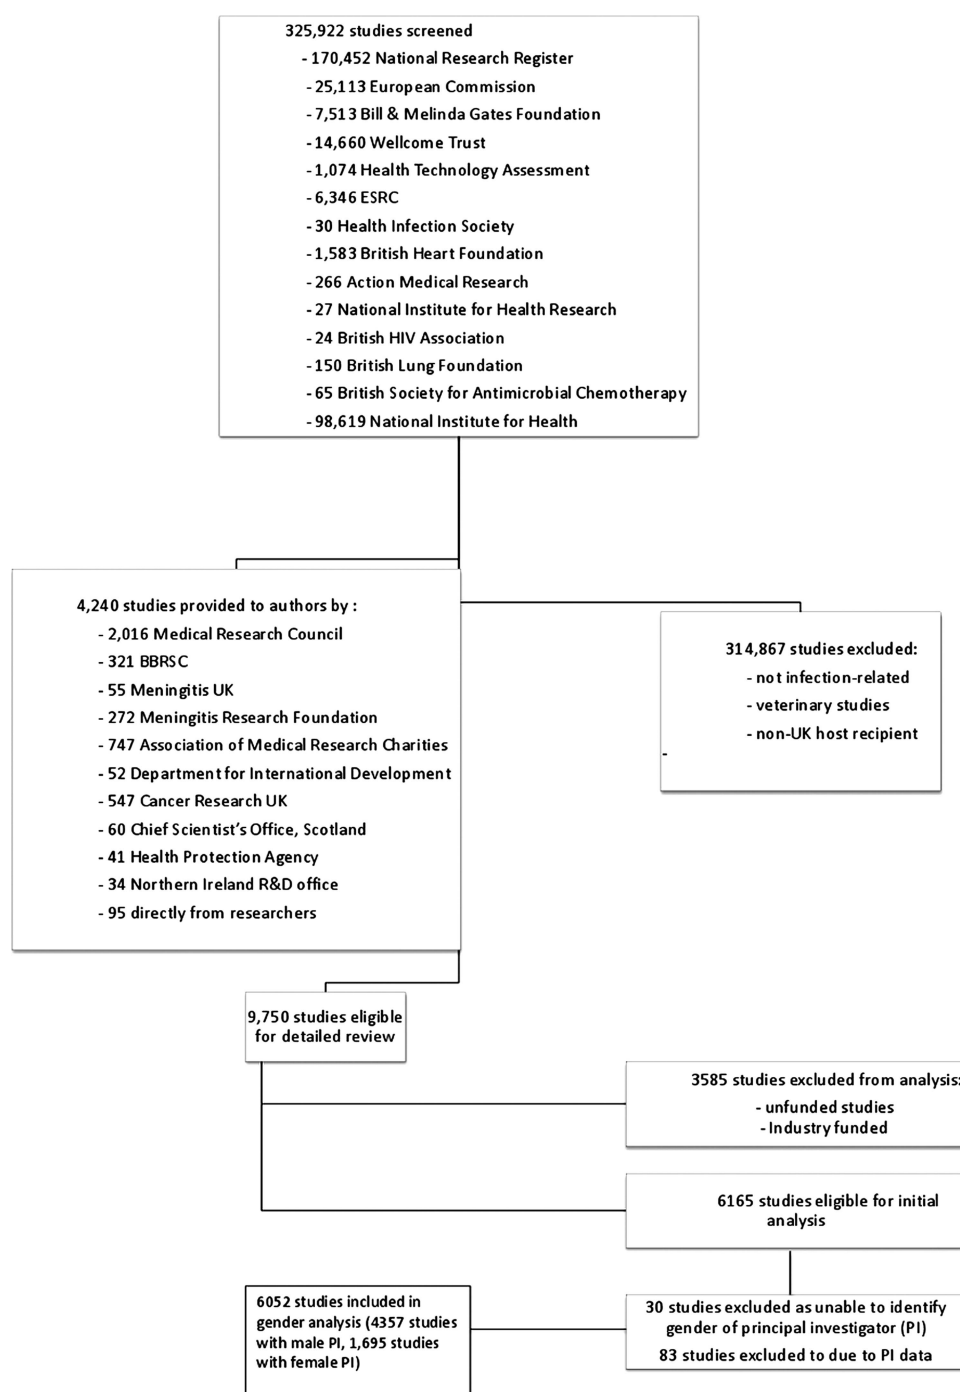 325,922 studies screened
- 170,452 National Research Register
- 25,113 European Commission
- 7,513 Bill & Melinda Gates Foundation
- 14,660 Wellcome Trust
- 1,074 Health Technology Assessment
- 6,346 ESRC
- 30 Health Infection Society
- 1,583 British Heart Foundation
- 266 Action Medical Research
- 27 National Institute for Health Research
- 24 British HIV Association
- 150 British Lung Foundation
- 65 British Society for Antimicrobial Chemotherapy
- 98,619 National Institute for Health
4,240 studies provided to authors by :
- 2,016 Medical Research Council
- 321 BBRSC
- 55 Meningitis UK
- 272 Meningitis Research Foundation
- 747 Association of Medical Research Charities
- 52 Department for International Development
- 547 Cancer Research UK
- 60 Chief Scientist's Office, Scotland
- 41 Health Protection Agency
- 34 Northern Ireland R&D office
- 95 directly from researchers
314,867 studies excluded:
- not infection-related
- veterinary studies
- non-UK host recipient
-
9,750 studies eligible
for detailed review
3585 studies excluded from analysis:
- unfunded studies
- Industry funded
6165 studies eligible for initial
analysis
30 studies excluded as unable to identify
gender of principal investigator (PI)
83 studies excluded to due to PI data
6052 studies included in
gender analysis (4357 studies
with male PI, 1,695 studies
with female PI)